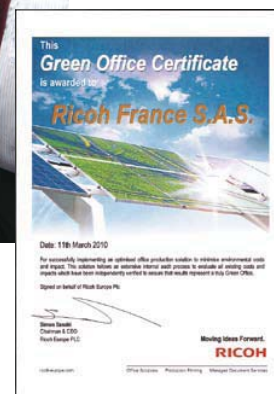 This
Green Office Certificate
is awarded to:
Ricoh France S.A.S.
Date: 11th March 2010
For successfully implementing an optimised office production solution to minimise environmental costs
and impact. This solution follows an extensive internal audit process to evaluate all existing costs and
impacts which have been independently verified to ensure that results represent a truly Green Office.
Signed on behalf of Ricoh Europe Plc
Simon Sasaki
Chairman & CEO
Ricoh Europe PLC
Moving Ideas Forward.
RICOH
ricoh-europe.com
Office Solutions Production Printing Managed Document Services